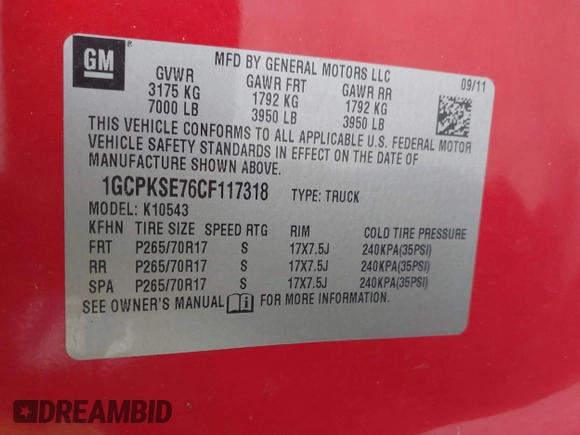 GM
MFD BY GENERAL MOTORS LLC
GVWR GAWR FRT GAWR RR 09/11
3175 KG 1792 KG 1792 KG
7000 LB 3950 LB 3950 LB
THIS VEHICLE CONFORMS TO ALL APPLICABLE U.S. FEDERAL MOTOR
VEHICLE SAFETY STANDARDS IN EFFECT ON THE DATE OF
MANUFACTURE SHOWN ABOVE.
1GCPKSE76CF117318 TYPE: TRUCK
MODEL: K10543
KFHN TIRE SIZE SPEED RTG RIM COLD TIRE PRESSURE
FRT P265/70R17 S 17X7.5J 240KPA(35PSI)
RR P265/70R17 S 17X7.5J 240KPA(35PSI)
SPA P265/70R17 S 17X7.5J 240KPA(35PSI)
SEE OWNER'S MANUAL FOR MORE INFORMATION.
DREAMBID